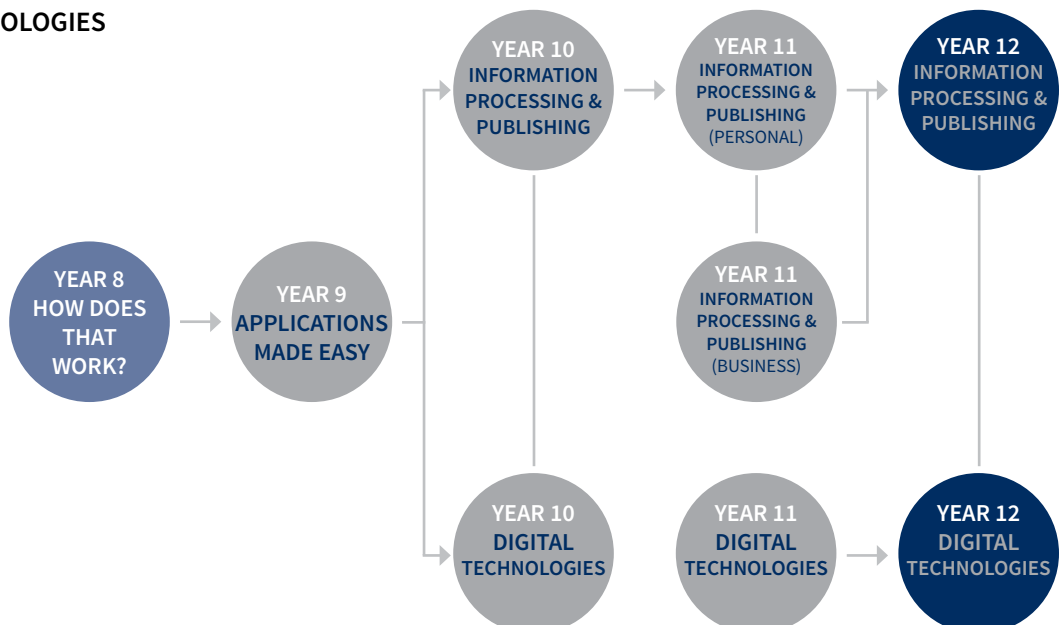 OLOGIES
YEAR 10
INFORMATION
PROCESSING &
PUBLISHING
YEAR 11
INFORMATION
PROCESSING &
PUBLISHING
(PERSONAL)
YEAR 12
INFORMATION
PROCESSING &
PUBLISHING
YEAR 8
HOW DOES
THAT
WORK?
YEAR 9
APPLICATIONS
MADE EASY
YEAR 11
INFORMATION
PROCESSING &
PUBLISHING
(BUSINESS)
YEAR 10
DIGITAL
TECHNOLOGIES
YEAR 11
DIGITAL
TECHNOLOGIES
YEAR 12
DIGITAL
TECHNOLOGIES